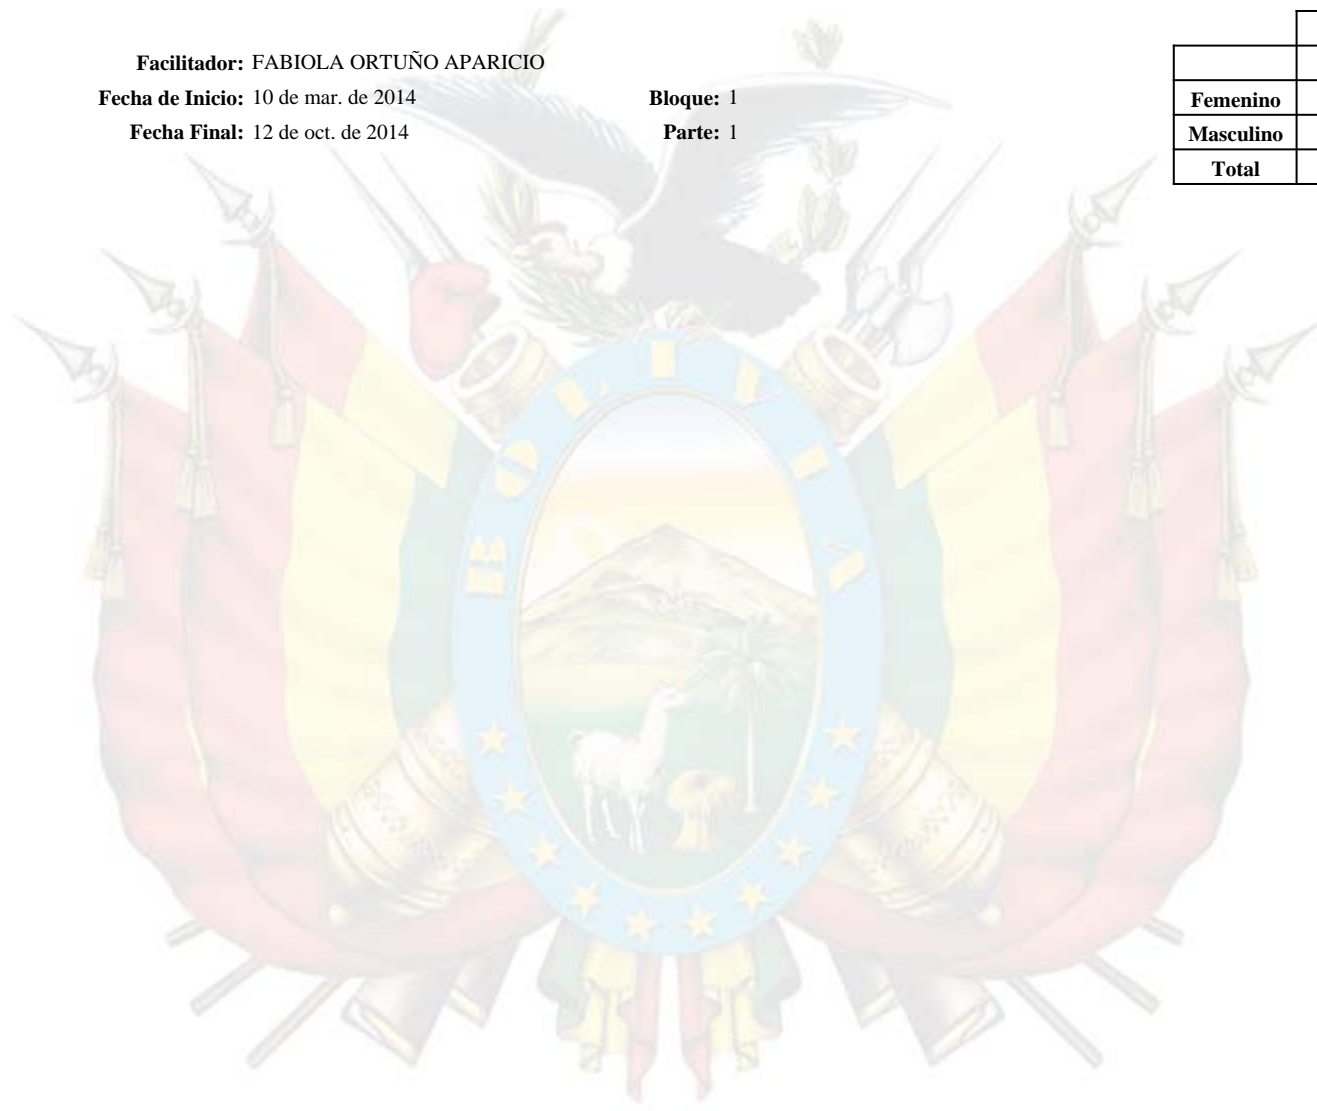 Facilitador: FABIOLA ORTUÑO APARICIO
Fecha de Inicio: 10 de mar. de 2014 Bloque: 1
Fecha Final: 12 de oct. de 2014 Parte: 1
Femenino
Masculino
Total
BOLIVIA